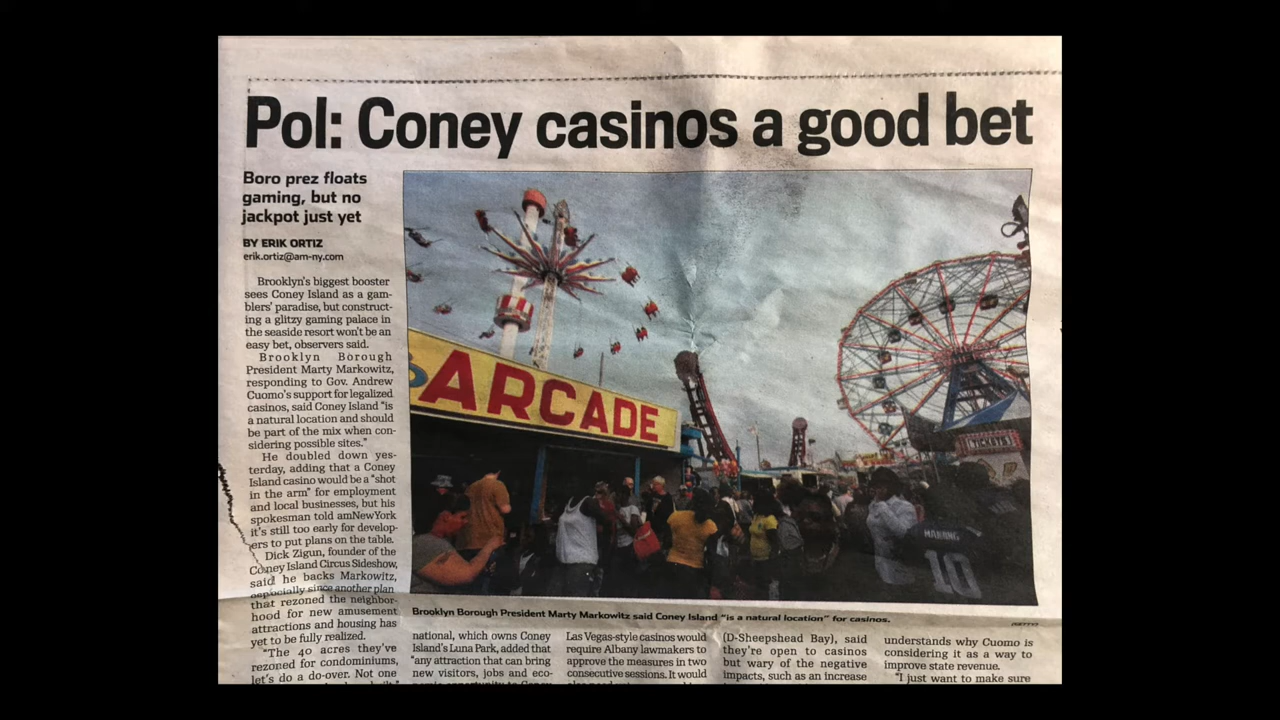 Pol: Coney casinos a good bet
Boro prez floats
gaming, but no
jackpot just yet
BY ERIK ORTIZ
erik.ortiz@am-ny.com
Brooklyn's biggest booster
sees Coney Island as a gam-
blers' paradise, but construct-
ing a glitzy gaming palace in
the seaside resort won't be an
easy bet, observers said.
Brooklyn Borough
President Marty Markowitz,
responding to Gov. Andrew
Cuomo's support for legalized
casinos, said Coney Island "is
a natural location and should
be part of the mix when con-
sidering possible sites."
He doubled down yes-
terday, adding that a Coney
Island casino would be a "shot
in the arm" for employment
and local businesses, but his
spokesman told amNewYork
it's still too early for develop-
ers to put plans on the table.
Dick Zigun, founder of the
Coney Island Circus Sideshow,
said he backs Markowitz,
especially since another plan
that rezoned the neighbor-
hood for new amusement
attractions and housing has
yet to be fully realized.
"The 40 acres they've
rezoned for condominiums,
let's do a do-over. Not one
ARCADE
TICKETS
MANNING
10
Brooklyn Borough President Marty Markowitz said Coney Island "is a natural location" for casinos.
national, which owns Coney
Island's Luna Park, added that
"any attraction that can bring
new visitors, jobs and eco-
Las Vegas-style casinos would
require Albany lawmakers to
approve the measures in two
consecutive sessions. It would
(D-Sheepshead Bay), said
they're open to casinos
but wary of the negative
impacts, such as an increase
understands why Cuomo is
considering it as a way to
improve state revenue.
"I just want to make sure